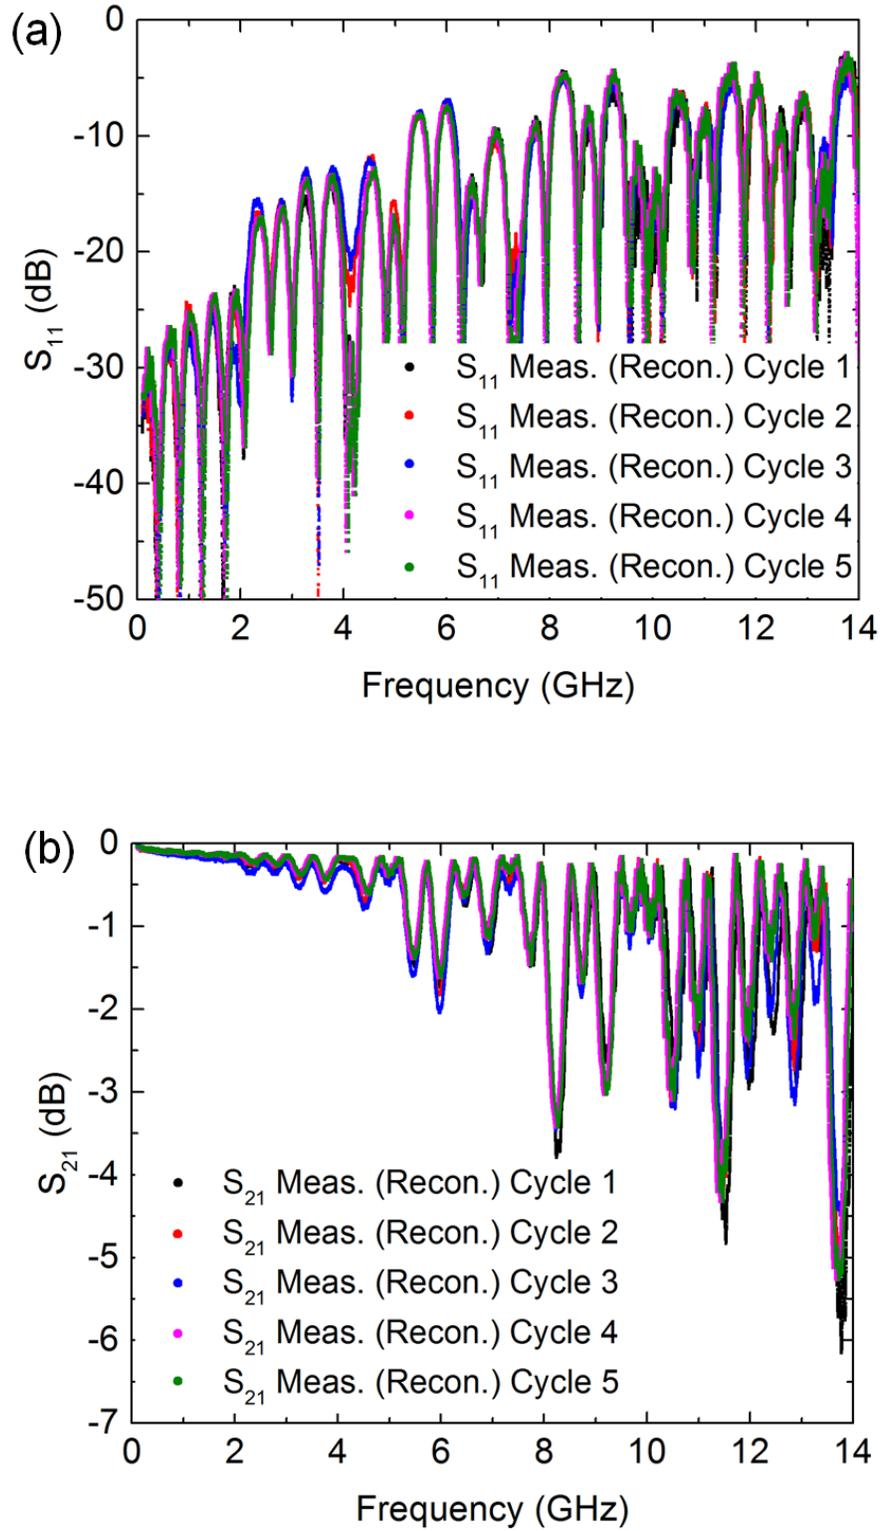 (a)
0
-10
-20
-30
-40
-50
S11 (dB)
S11 Meas. (Recon.) Cycle 1
S11 Meas. (Recon.) Cycle 2
S11 Meas. (Recon.) Cycle 3
S11 Meas. (Recon.) Cycle 4
S11 Meas. (Recon.) Cycle 5
0 2 4 6 8 10 12 14
Frequency (GHz)
(b)
0
-1
-2
-3
-4
-5
-6
-7
S21 (dB)
S21 Meas. (Recon.) Cycle 1
S21 Meas. (Recon.) Cycle 2
S21 Meas. (Recon.) Cycle 3
S21 Meas. (Recon.) Cycle 4
S21 Meas. (Recon.) Cycle 5
0 2 4 6 8 10 12 14
Frequency (GHz)